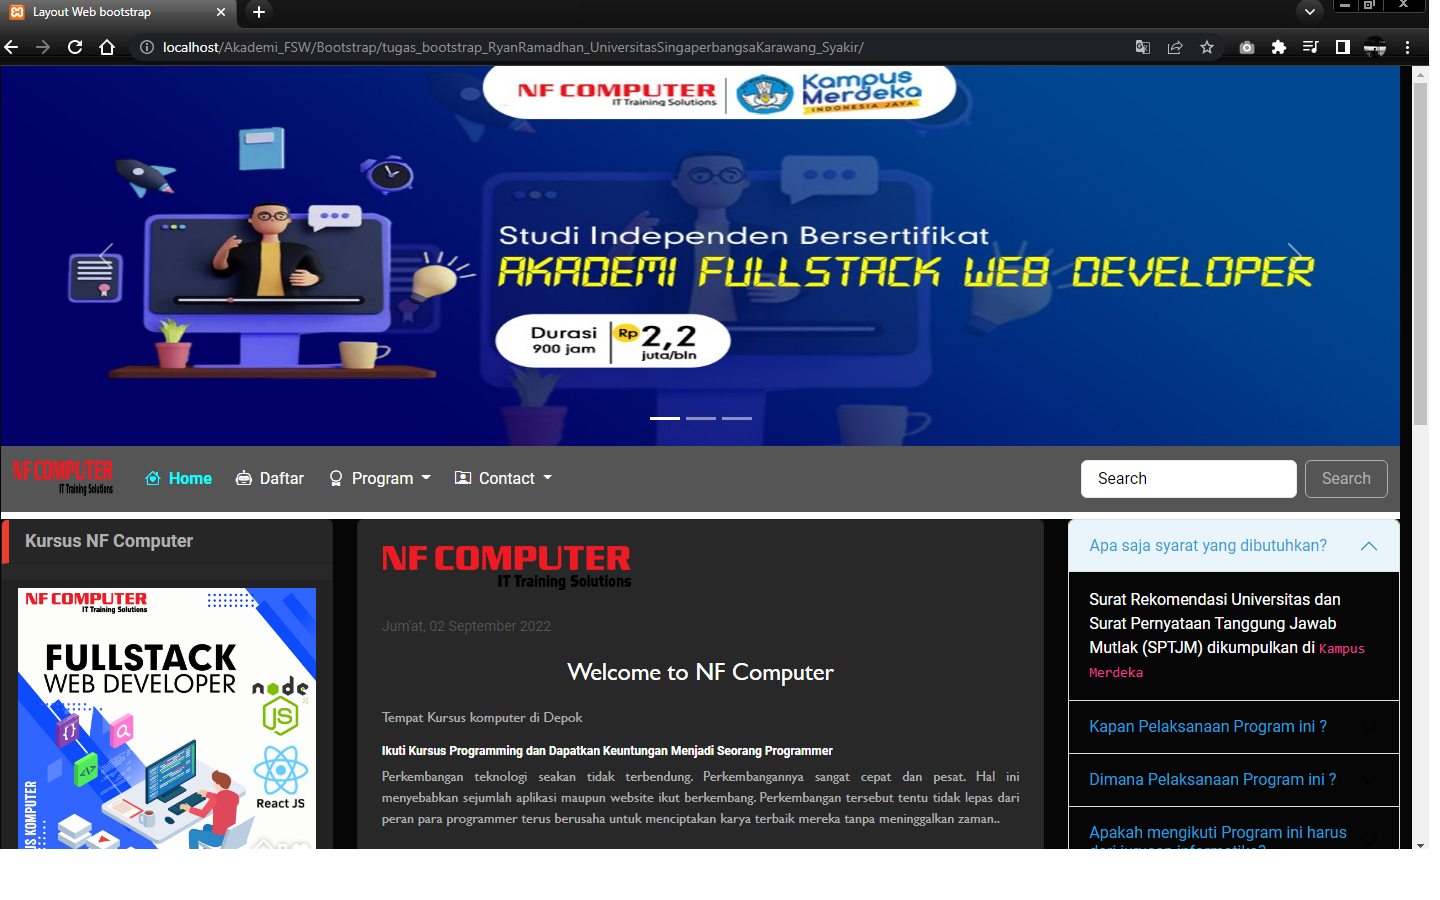 Layout Web bootstrap
localhost/Akademi_FSW/Bootstrap/tugas_bootstrap_RyanRamadhan_UniversitasSingaperbangsaKarawang_Syakir/
NF COMPUTER
IT Training Solutions
Kampus
Merdeka
INDONESIA JAYA
Studi Independen Bersertifikat
AKADEMI FULLSTACK WEB DEVELOPER
Durasi
900 jam
Rp 2,2
juta/bln
NF COMPUTER
IT Training Solutions
Home Daftar Program Contact
Search Search
Kursus NF Computer
NF COMPUTER
IT Training Solutions
FULLSTACK
WEB DEVELOPER
node
JS
React JS
KOMPUTER
NF COMPUTER
IT Training Solutions
Jum'at, 02 September 2022
Welcome to NF Computer
Tempat Kursus komputer di Depok
Ikuti Kursus Programming dan Dapatkan Keuntungan Menjadi Seorang Programmer
Perkembangan teknologi seakan tidak terbendung. Perkembangannya sangat cepat dan pesat. Hal ini
menyebabkan sejumlah aplikasi maupun website ikut berkembang. Perkembangan tersebut tentu tidak lepas dari
peran para programmer terus berusaha untuk menciptakan karya terbaik mereka tanpa meninggalkan zaman..
Apa saja syarat yang dibutuhkan?
Surat Rekomendasi Universitas dan
Surat Pernyataan Tanggung Jawab
Mutlak (SPTJM) dikumpulkan di Kampus
Merdeka
Kapan Pelaksanaan Program ini ?
Dimana Pelaksanaan Program ini ?
Apakah mengikuti Program ini harus
dari jurusan informatika?